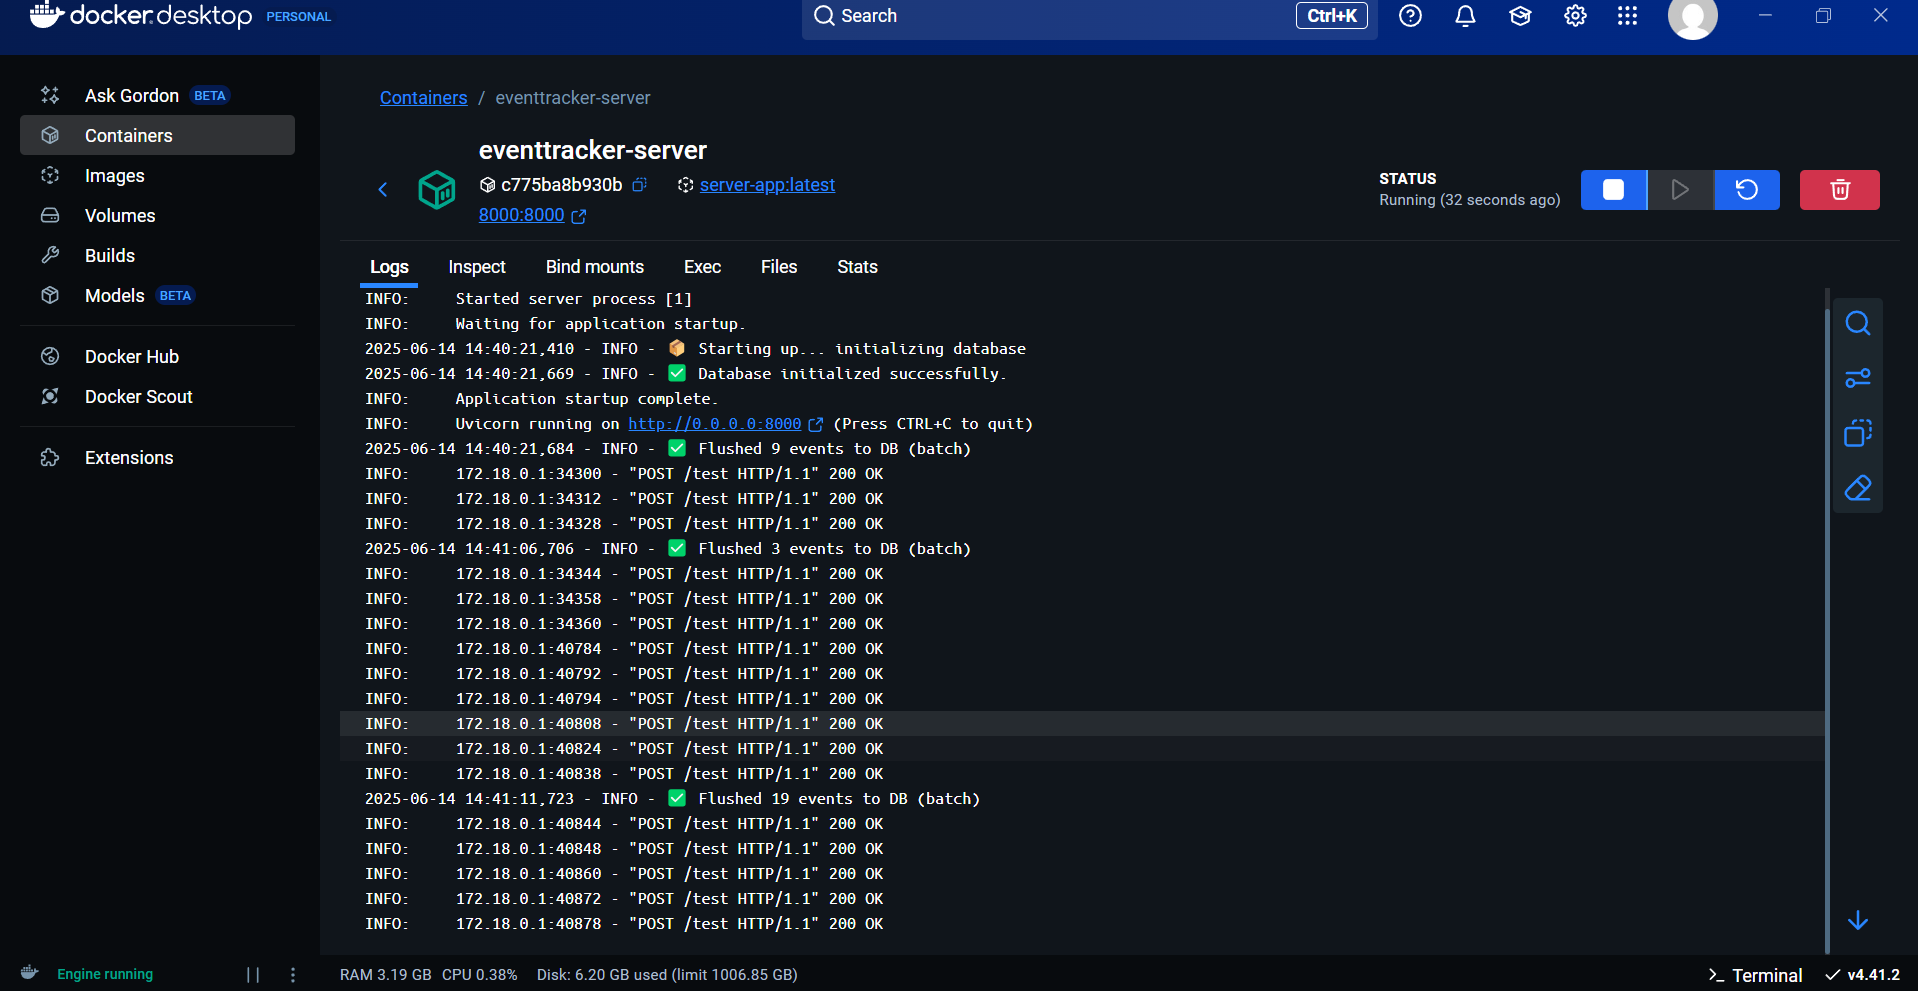 docker desktop PERSONAL
Search Ctrl+K
Ask Gordon BETA
Containers
Images
Volumes
Builds
Models BETA
Docker Hub
Docker Scout
Extensions
Containers / eventtracker-server
eventtracker-server
c775ba8b930b server-app:latest
8000:8000
STATUS
Running (32 seconds ago)
Logs Inspect Bind mounts Exec Files Stats
INFO: Started server process [1]
INFO: Waiting for application startup.
2025-06-14 14:40:21,410 - INFO - 📦 Starting up... initializing database
2025-06-14 14:40:21,669 - INFO - ✅ Database initialized successfully.
INFO: Application startup complete.
INFO: Uvicorn running on http://0.0.0.0:8000 (Press CTRL+C to quit)
2025-06-14 14:40:21,684 - INFO - ✅ Flushed 9 events to DB (batch)
INFO: 172.18.0.1:34300 - "POST /test HTTP/1.1" 200 OK
INFO: 172.18.0.1:34312 - "POST /test HTTP/1.1" 200 OK
INFO: 172.18.0.1:34328 - "POST /test HTTP/1.1" 200 OK
2025-06-14 14:41:06,706 - INFO - ✅ Flushed 3 events to DB (batch)
INFO: 172.18.0.1:34344 - "POST /test HTTP/1.1" 200 OK
INFO: 172.18.0.1:34358 - "POST /test HTTP/1.1" 200 OK
INFO: 172.18.0.1:34360 - "POST /test HTTP/1.1" 200 OK
INFO: 172.18.0.1:40784 - "POST /test HTTP/1.1" 200 OK
INFO: 172.18.0.1:40792 - "POST /test HTTP/1.1" 200 OK
INFO: 172.18.0.1:40794 - "POST /test HTTP/1.1" 200 OK
INFO: 172.18.0.1:40808 - "POST /test HTTP/1.1" 200 OK
INFO: 172.18.0.1:40824 - "POST /test HTTP/1.1" 200 OK
INFO: 172.18.0.1:40838 - "POST /test HTTP/1.1" 200 OK
2025-06-14 14:41:11,723 - INFO - ✅ Flushed 19 events to DB (batch)
INFO: 172.18.0.1:40844 - "POST /test HTTP/1.1" 200 OK
INFO: 172.18.0.1:40848 - "POST /test HTTP/1.1" 200 OK
INFO: 172.18.0.1:40860 - "POST /test HTTP/1.1" 200 OK
INFO: 172.18.0.1:40872 - "POST /test HTTP/1.1" 200 OK
INFO: 172.18.0.1:40878 - "POST /test HTTP/1.1" 200 OK
Engine running RAM 3.19 GB CPU 0.38% Disk: 6.20 GB used (limit 1006.85 GB) Terminal v4.41.2